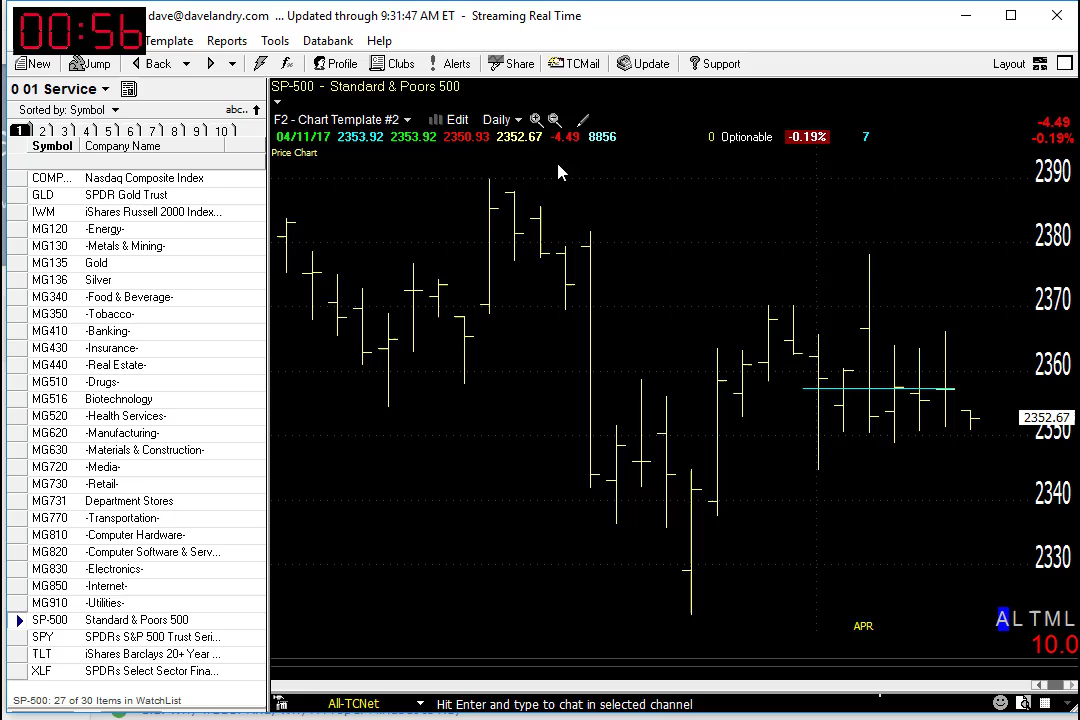 00:56
dave@davelandry.com ... Updated through 9:31:47 AM ET - Streaming Real Time
Template Reports Tools Databank Help
New Jump Back Profile Clubs Alerts Share TCMail Update Support Layout
0 01 Service
Sorted by: Symbol abc..
1 2 3 4 5 6 7 8 9 10
Symbol Company Name
COMP... Nasdaq Composite Index
GLD SPDR Gold Trust
IWM iShares Russell 2000 Index...
MG120 -Energy-
MG130 -Metals & Mining-
MG135 Gold
MG136 Silver
MG340 -Food & Beverage-
MG350 -Tobacco-
MG410 -Banking-
MG430 -Insurance-
MG440 -Real Estate-
MG510 -Drugs-
MG516 Biotechnology
MG520 -Health Services-
MG620 -Manufacturing-
MG630 -Materials & Construction-
MG720 -Media-
MG730 -Retail-
MG731 Department Stores
MG770 -Transportation-
MG810 -Computer Hardware-
MG820 -Computer Software & Serv...
MG830 -Electronics-
MG850 -Internet-
MG910 -Utilities-
SP-500 Standard & Poors 500
SPY SPDRs S&P 500 Trust Seri...
TLT iShares Barclays 20+ Year ...
XLF SPDRs Select Sector Fina...
SP-500: 27 of 30 Items in WatchList
SP-500 - Standard & Poors 500
F2 - Chart Template #2 Edit Daily
04/11/17 2353.92 2353.92 2350.93 2352.67 -4.49 8856 0 Optionable -0.19% 7
-4.49
-0.19%
Price Chart
2390
2380
2370
2360
2352.67
2350
2340
2330
APR
A L T M L
10.0
All-TCNet Hit Enter and type to chat in selected channel